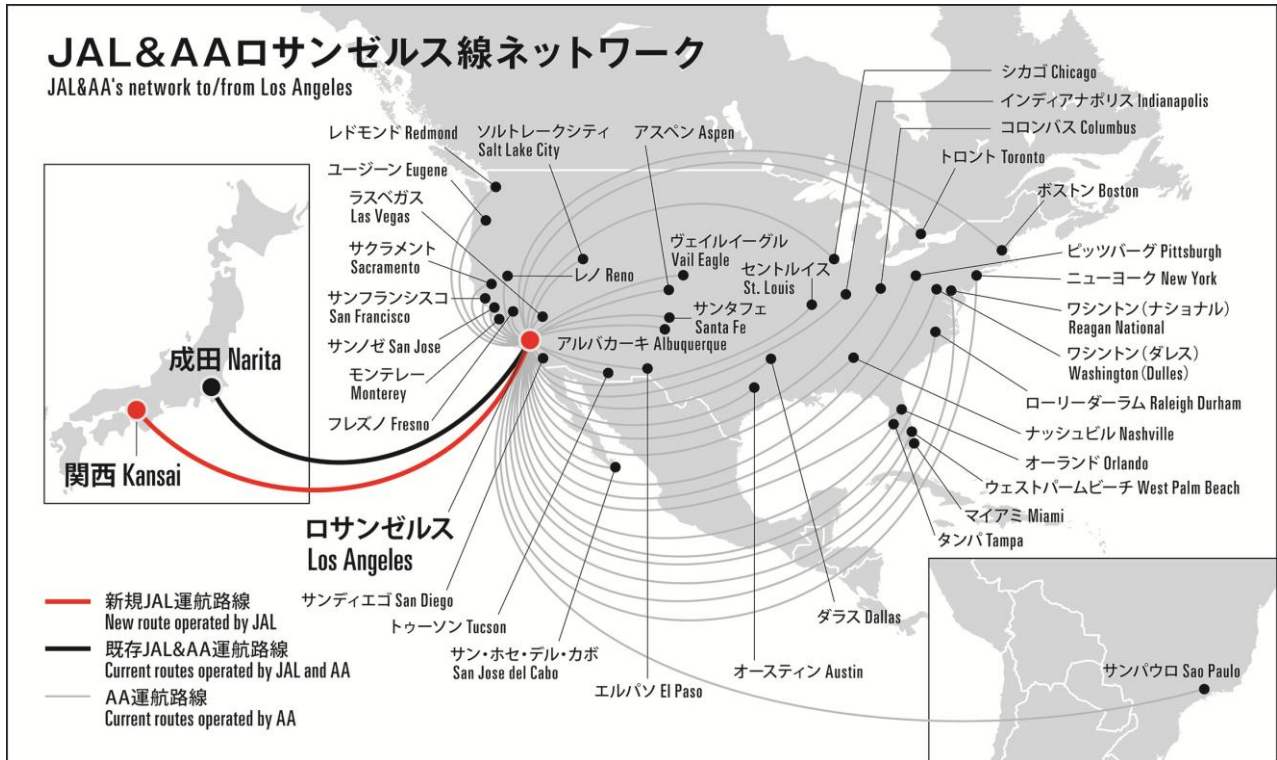 JAL&AAロサンゼルス線ネットワーク
JAL&AA's network to/from Los Angeles
シカゴ Chicago
インディアナポリス Indianapolis
コロンバス Columbus
トロント Toronto
ボストン Boston
レドモンド Redmond
ソルトレークシティ
Salt Lake City
アスペン Aspen
ユージーン Eugene
ラスベガス
Las Vegas
サクラメント
Sacramento
レノ Reno
ヴェイルイーグル
Vail Eagle
セントルイス
St. Louis
ピッツバーグ Pittsburgh
ニューヨーク New York
サンフランシスコ
San Francisco
サンタフェ
Santa Fe
ワシントン(ナショナル)
Reagan National
サンノゼ San Jose
アルバカーキ Albuquerque
ワシントン(ダレス)
Washington(Dulles)
成田 Narita
モンテレー
Monterey
フレズノ Fresno
ローリーダーラム Raleigh Durham
ナッシュビル Nashville
オーランド Orlando
関西 Kansai
ウェストパームビーチ West Palm Beach
マイアミ Miami
タンパ Tampa
ロサンゼルス
Los Angeles
サンディエゴ San Diego
トゥーソン Tucson
サン・ホセ・デル・カボ
San Jose del Cabo
エルパソ El Paso
オースティン Austin
ダラス Dallas
サンパウロ Sao Paulo
新規JAL運航路線
New route operated by JAL
既存JAL&AA運航路線
Current routes operated by JAL and AA
AA運航路線
Current routes operated by AA